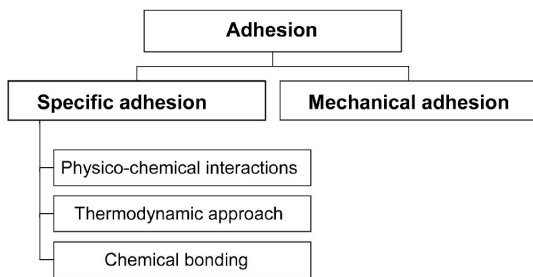 Adhesion
Specific adhesion
Mechanical adhesion
Physico-chemical interactions
Thermodynamic approach
Chemical bonding